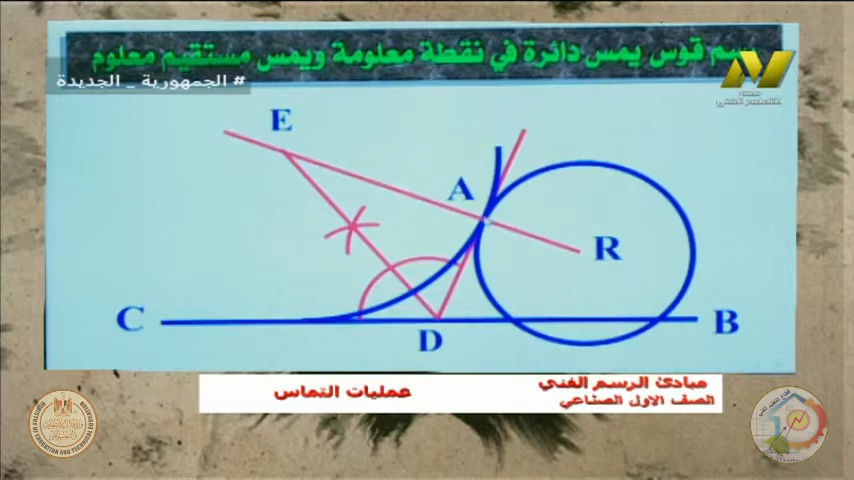 رسم قوس يمس دائرة في نقطة معلومة ويمس مستقيم معلوم
# الجمهورية _ الجديدة
E
A
R
C
D
B
مبادئ الرسم الفني
الصف الاول الصناعي
عمليات التماس